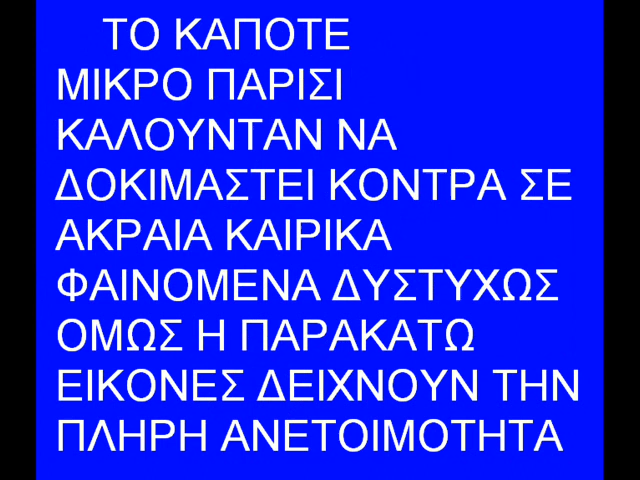 ΤΟ ΚΑΠΟΤΕ
ΜΙΚΡΟ ΠΑΡΙΣΙ
ΚΑΛΟΥΝΤΑΝ ΝΑ
ΔΟΚΙΜΑΣΤΕΙ ΚΟΝΤΡΑ ΣΕ
ΑΚΡΑΙΑ ΚΑΙΡΙΚΑ
ΦΑΙΝΟΜΕΝΑ ΔΥΣΤΥΧΩΣ
ΟΜΩΣ Η ΠΑΡΑΚΑΤΩ
ΕΙΚΟΝΕΣ ΔΕΙΧΝΟΥΝ ΤΗΝ
ΠΛΗΡΗ ΑΝΕΤΟΙΜΟΤΗΤΑ